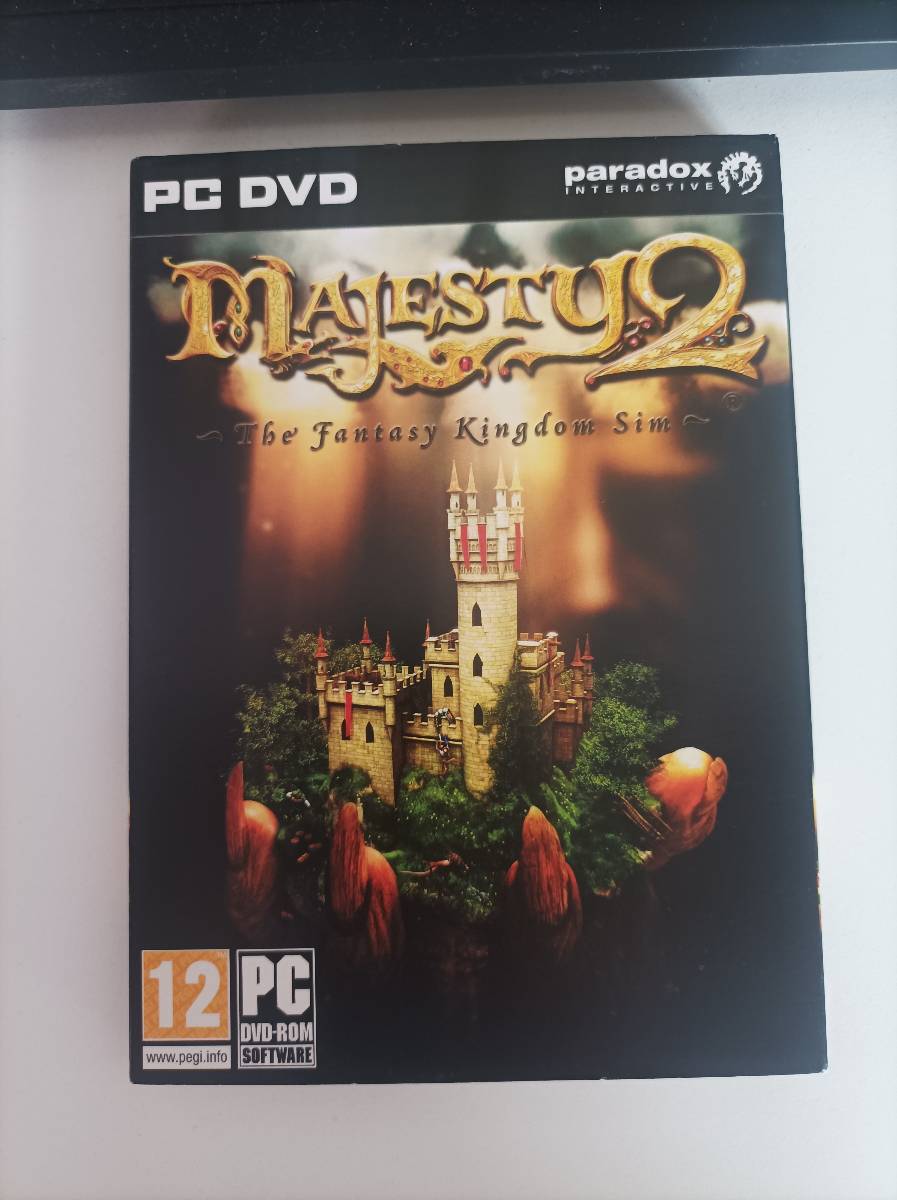 PC DVD
paradox
INTERACTIVE
MAJESTY 2
®
~ The Fantasy Kingdom Sim ~
12
www.pegi.info
PC
DVD-ROM
SOFTWARE